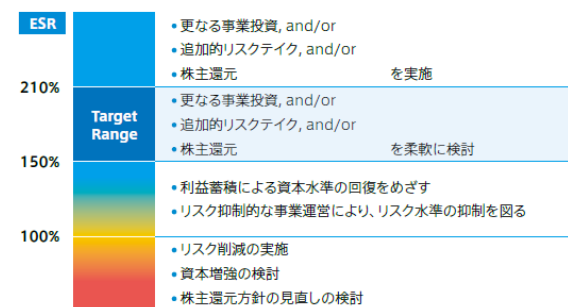 ESR
• 更なる事業投資, and/or
• 追加的リスクテイク, and/or
• 株主還元 を実施
210%
Target
Range
• 更なる事業投資, and/or
• 追加的リスクテイク, and/or
• 株主還元 を柔軟に検討
150%
• 利益蓄積による資本水準の回復をめざす
• リスク抑制的な事業運営により、リスク水準の抑制を図る
100%
• リスク削減の実施
• 資本増強の検討
• 株主還元方針の見直しの検討